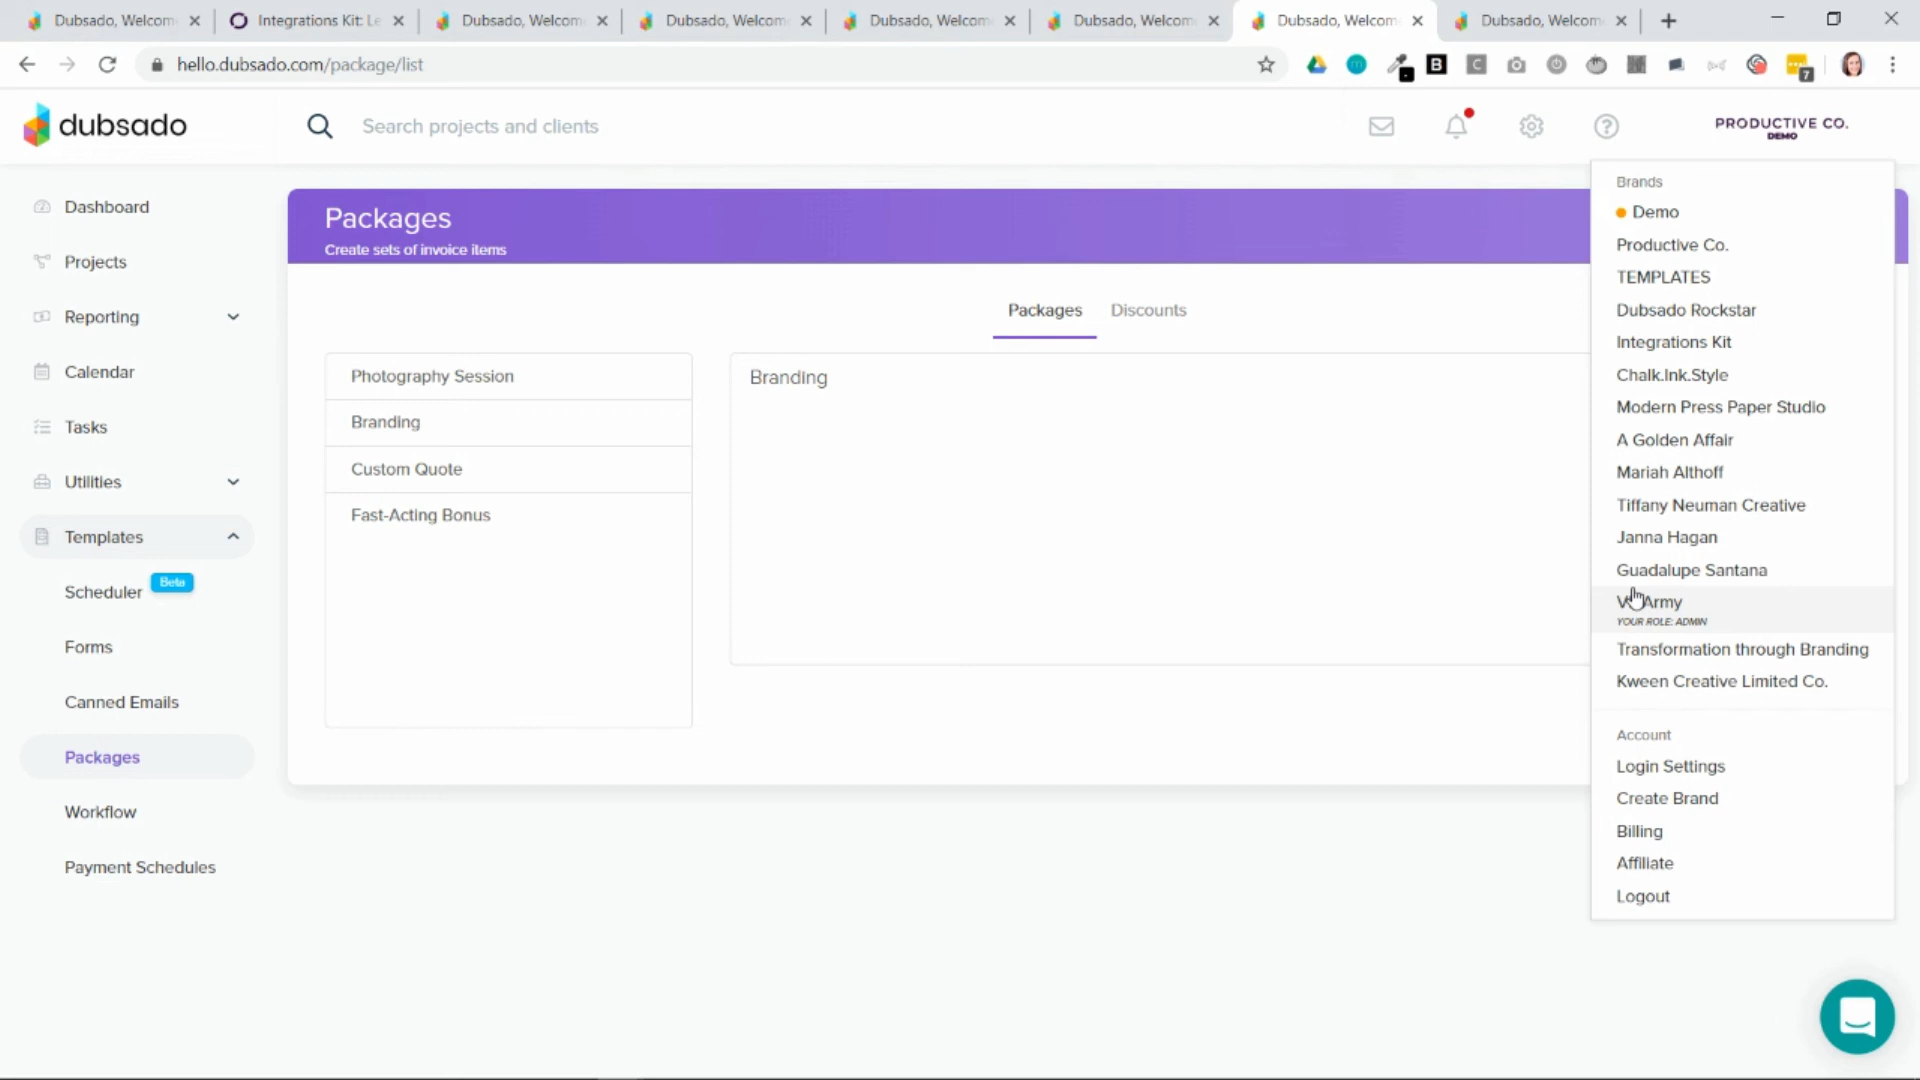 Dubsado, Welcom
Integrations Kit: Le
Dubsado, Welcom
Dubsado, Welcom
Dubsado, Welcom
Dubsado, Welcom
Dubsado, Welcom
Dubsado, Welcom
hello.dubsado.com/package/list
B
C
7
dubsado
Search projects and clients
PRODUCTIVE CO.
DEMO
Dashboard
Projects
Reporting
Calendar
Tasks
Utilities
Templates
Scheduler
Beta
Forms
Canned Emails
Packages
Workflow
Payment Schedules
Packages
Create sets of invoice items
Packages
Discounts
Photography Session
Branding
Custom Quote
Fast-Acting Bonus
Branding
Brands
Demo
Productive Co.
TEMPLATES
Dubsado Rockstar
Integrations Kit
Chalk.Ink.Style
Modern Press Paper Studio
A Golden Affair
Mariah Althoff
Tiffany Neuman Creative
Janna Hagan
Guadalupe Santana
Army
YOUR ROLE: ADMIN
Transformation through Branding
Kween Creative Limited Co.
Account
Login Settings
Create Brand
Billing
Affiliate
Logout